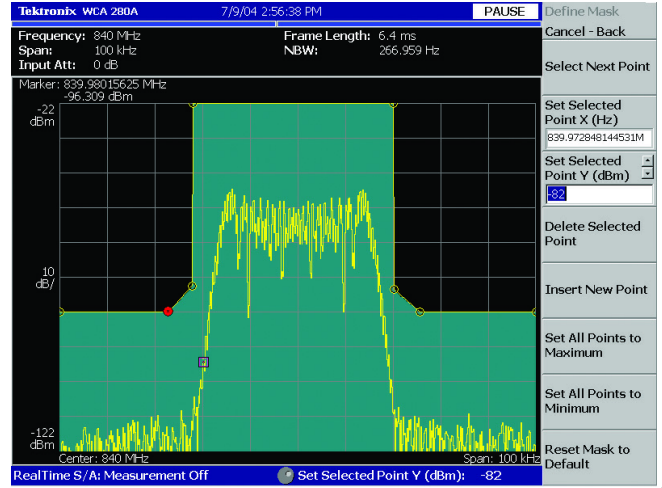 Tektronix WCA 280A 7/9/04 2:56:38 PM PAUSE Define Mask
Cancel - Back
Frequency: 840 MHz Frame Length: 6.4 ms
Span: 100 kHz NBW: 266.959 Hz
Input Att: 0 dB
Select Next Point
Marker: 839.98015625 MHz
-96.309 dBm
-22
dBm
Set Selected
Point X (Hz)
839.972848144531M
Set Selected
Point Y (dBm)
-82
Delete Selected
Point
10
dB/
Insert New Point
Set All Points to
Maximum
Set All Points to
Minimum
-122
dBm
Center: 840 MHz Span: 100 kHz
Reset Mask to
Default
RealTime S/A: Measurement Off Set Selected Point Y (dBm): -82